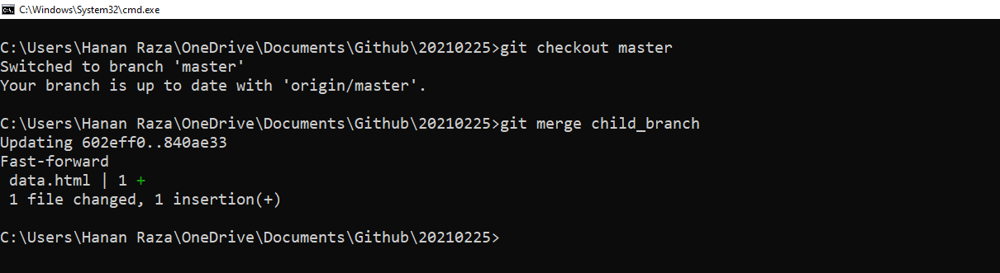 C:\Windows\System32\cmd.exe
C:\Users\Hanan Raza\OneDrive\Documents\Github\20210225>git checkout master
Switched to branch 'master'
Your branch is up to date with 'origin/master'.
C:\Users\Hanan Raza\OneDrive\Documents\Github\20210225>git merge child_branch
Updating 602eff0..840ae33
Fast-forward
 data.html | 1 +
 1 file changed, 1 insertion(+)
C:\Users\Hanan Raza\OneDrive\Documents\Github\20210225>